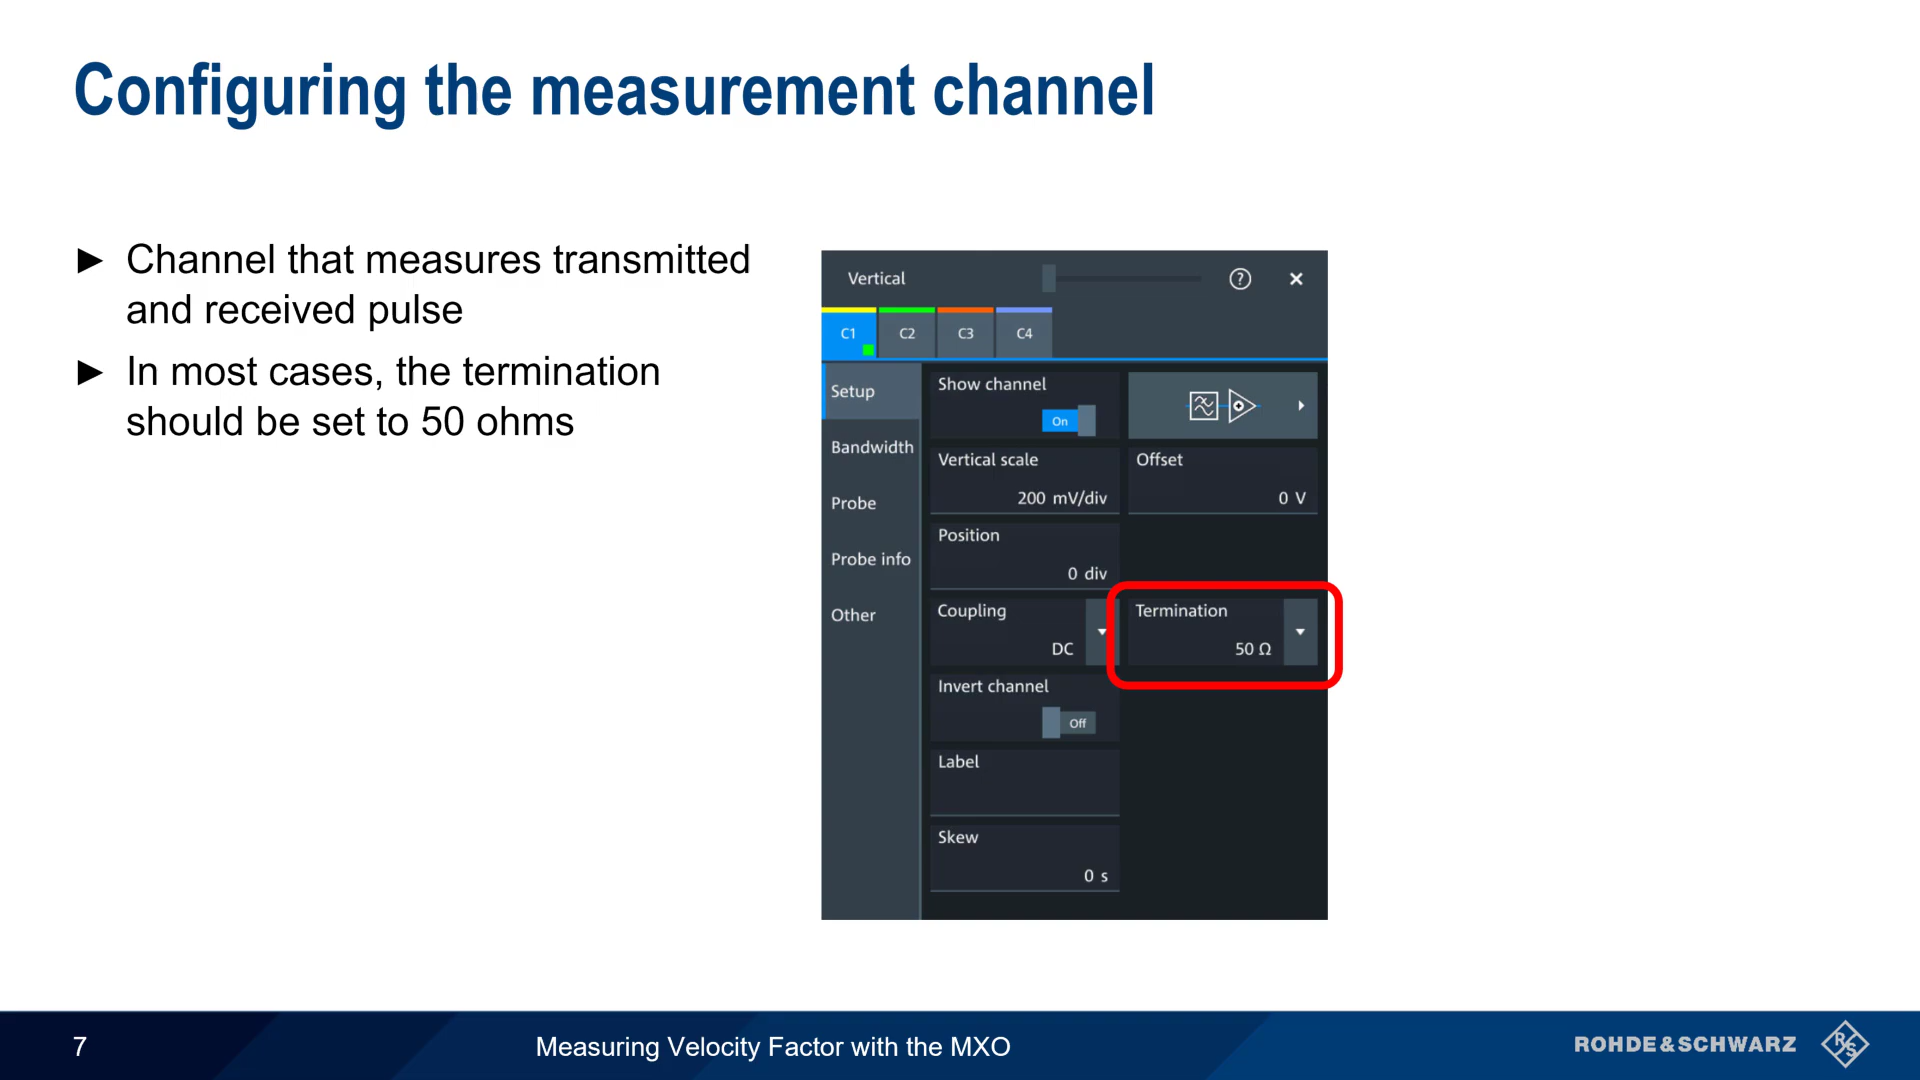 Configuring the measurement channel
► Channel that measures transmitted
and received pulse
► In most cases, the termination
should be set to 50 ohms
Vertical
C1 C2 C3 C4
Setup
Bandwidth
Probe
Probe info
Other
Show channel
On
Vertical scale
200 mV/div
Offset
0 V
Position
0 div
Coupling
DC
Termination
50 Ω
Invert channel
Off
Label
Skew
0 s
7
Measuring Velocity Factor with the MXO
ROHDE&SCHWARZ
R&S